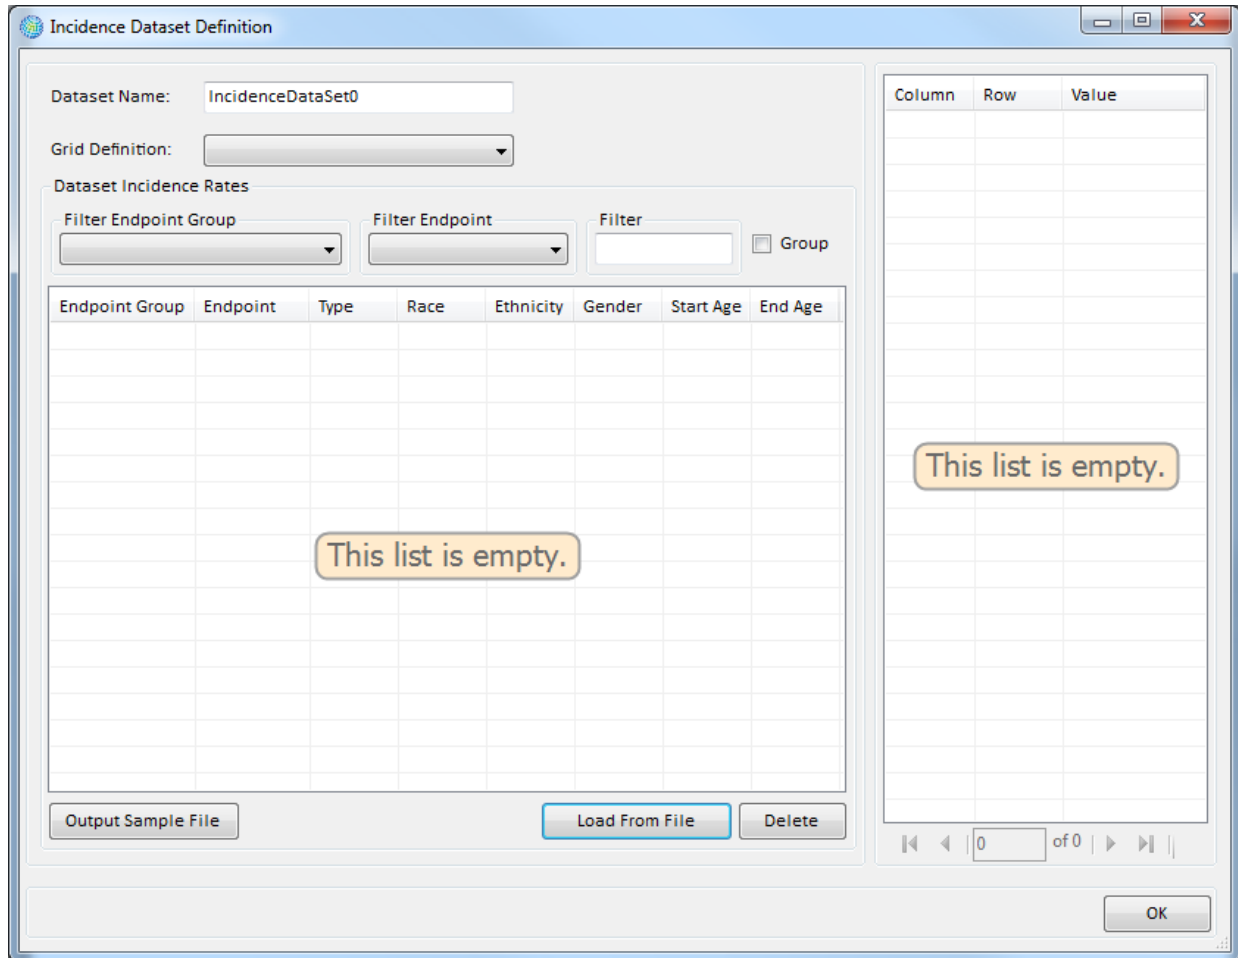 Incidence Dataset Definition
Dataset Name: IncidenceDataSet0
Grid Definition:
Dataset Incidence Rates
Filter Endpoint Group Filter Endpoint Filter
Group
Endpoint Group Endpoint Type Race Ethnicity Gender Start Age End Age
This list is empty.
Output Sample File Load From File Delete
Column Row Value
This list is empty.
0 of 0
OK